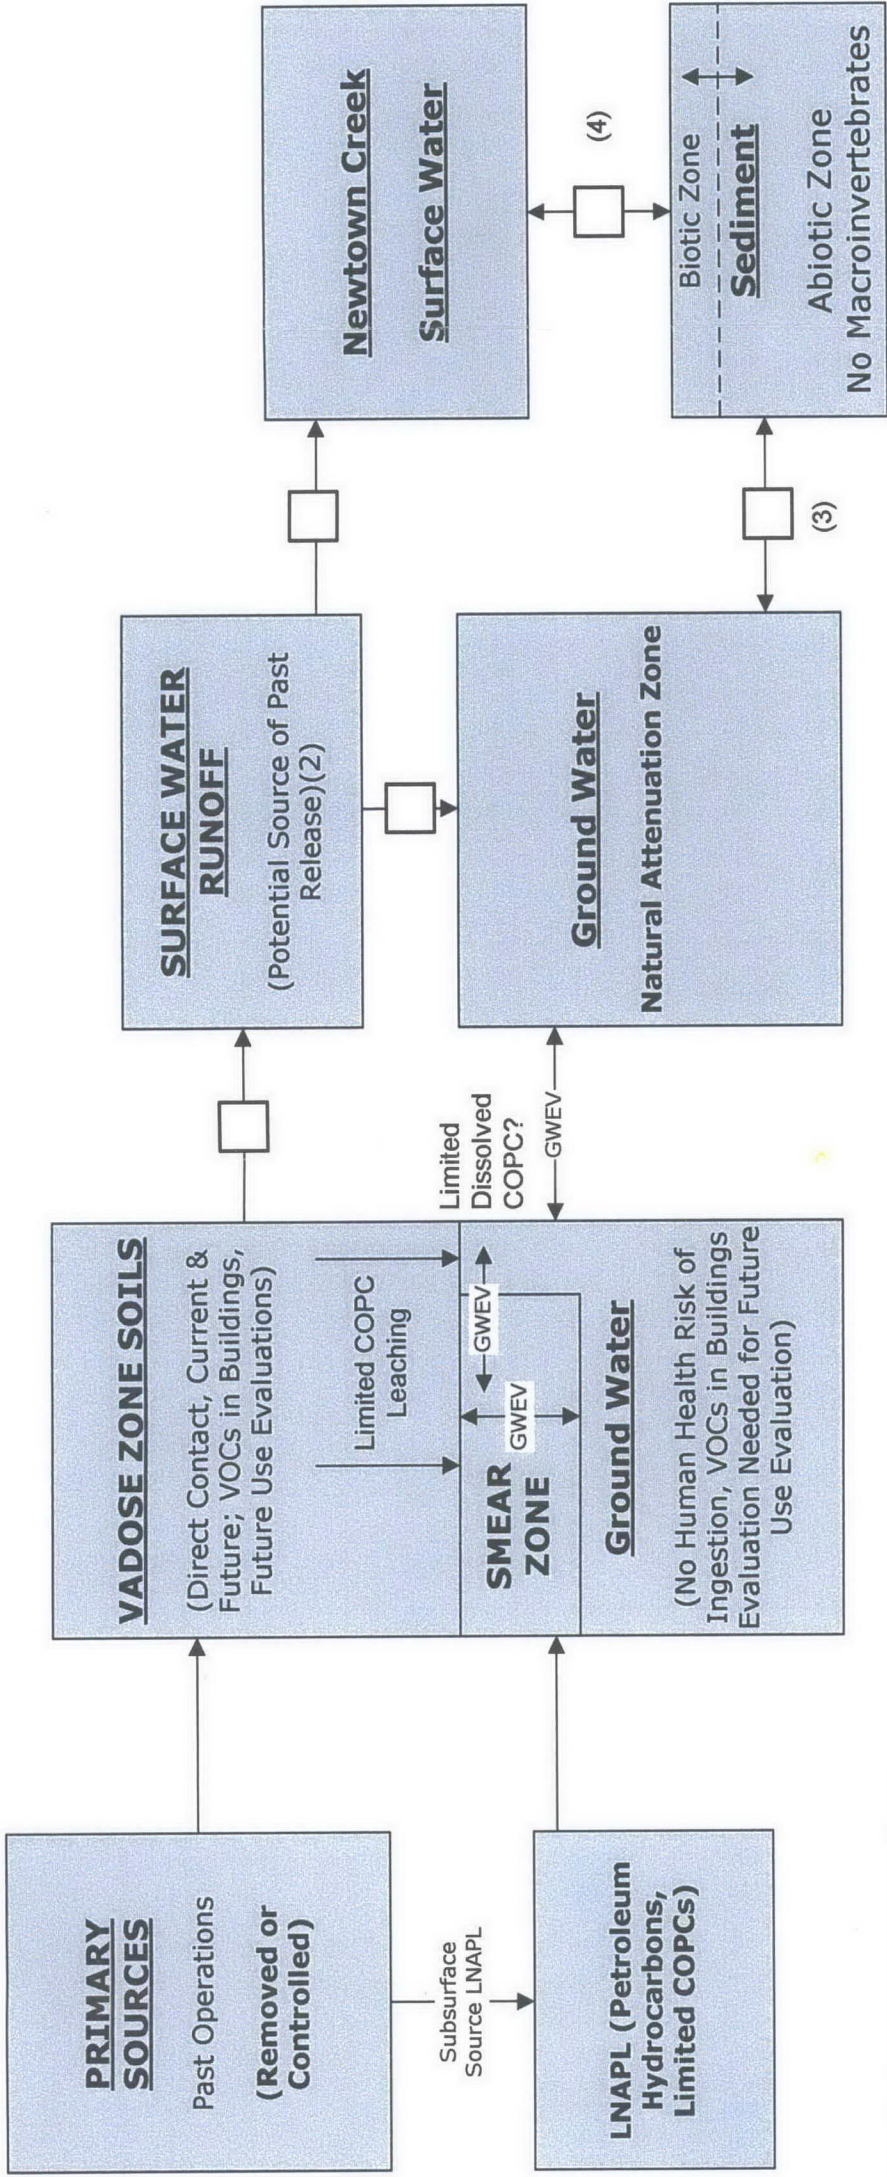 PRIMARY
SOURCES
Past Operations
(Removed or
Controlled)
Subsurface
Source LNAPL
LNAPL (Petroleum
Hydrocarbons,
Limited COPCs)
VADOSE ZONE SOILS
(Direct Contact, Current &
Future; VOCs in Buildings,
Future Use Evaluations)
Limited COPC
Leaching
SMEAR
ZONE
GWEV
GWEV
Ground Water
(No Human Health Risk of
Ingestion, VOCs in Buildings
Evaluation Needed for Future
Use Evaluation)
Limited
Dissolved
COPC?
GWEV
SURFACE WATER
RUNOFF
(Potential Source of Past
Release)(2)
Ground Water
Natural Attenuation Zone
(3)
Newtown Creek
Surface Water
(4)
Biotic Zone
Sediment
Abiotic Zone
No Macroinvertebrates